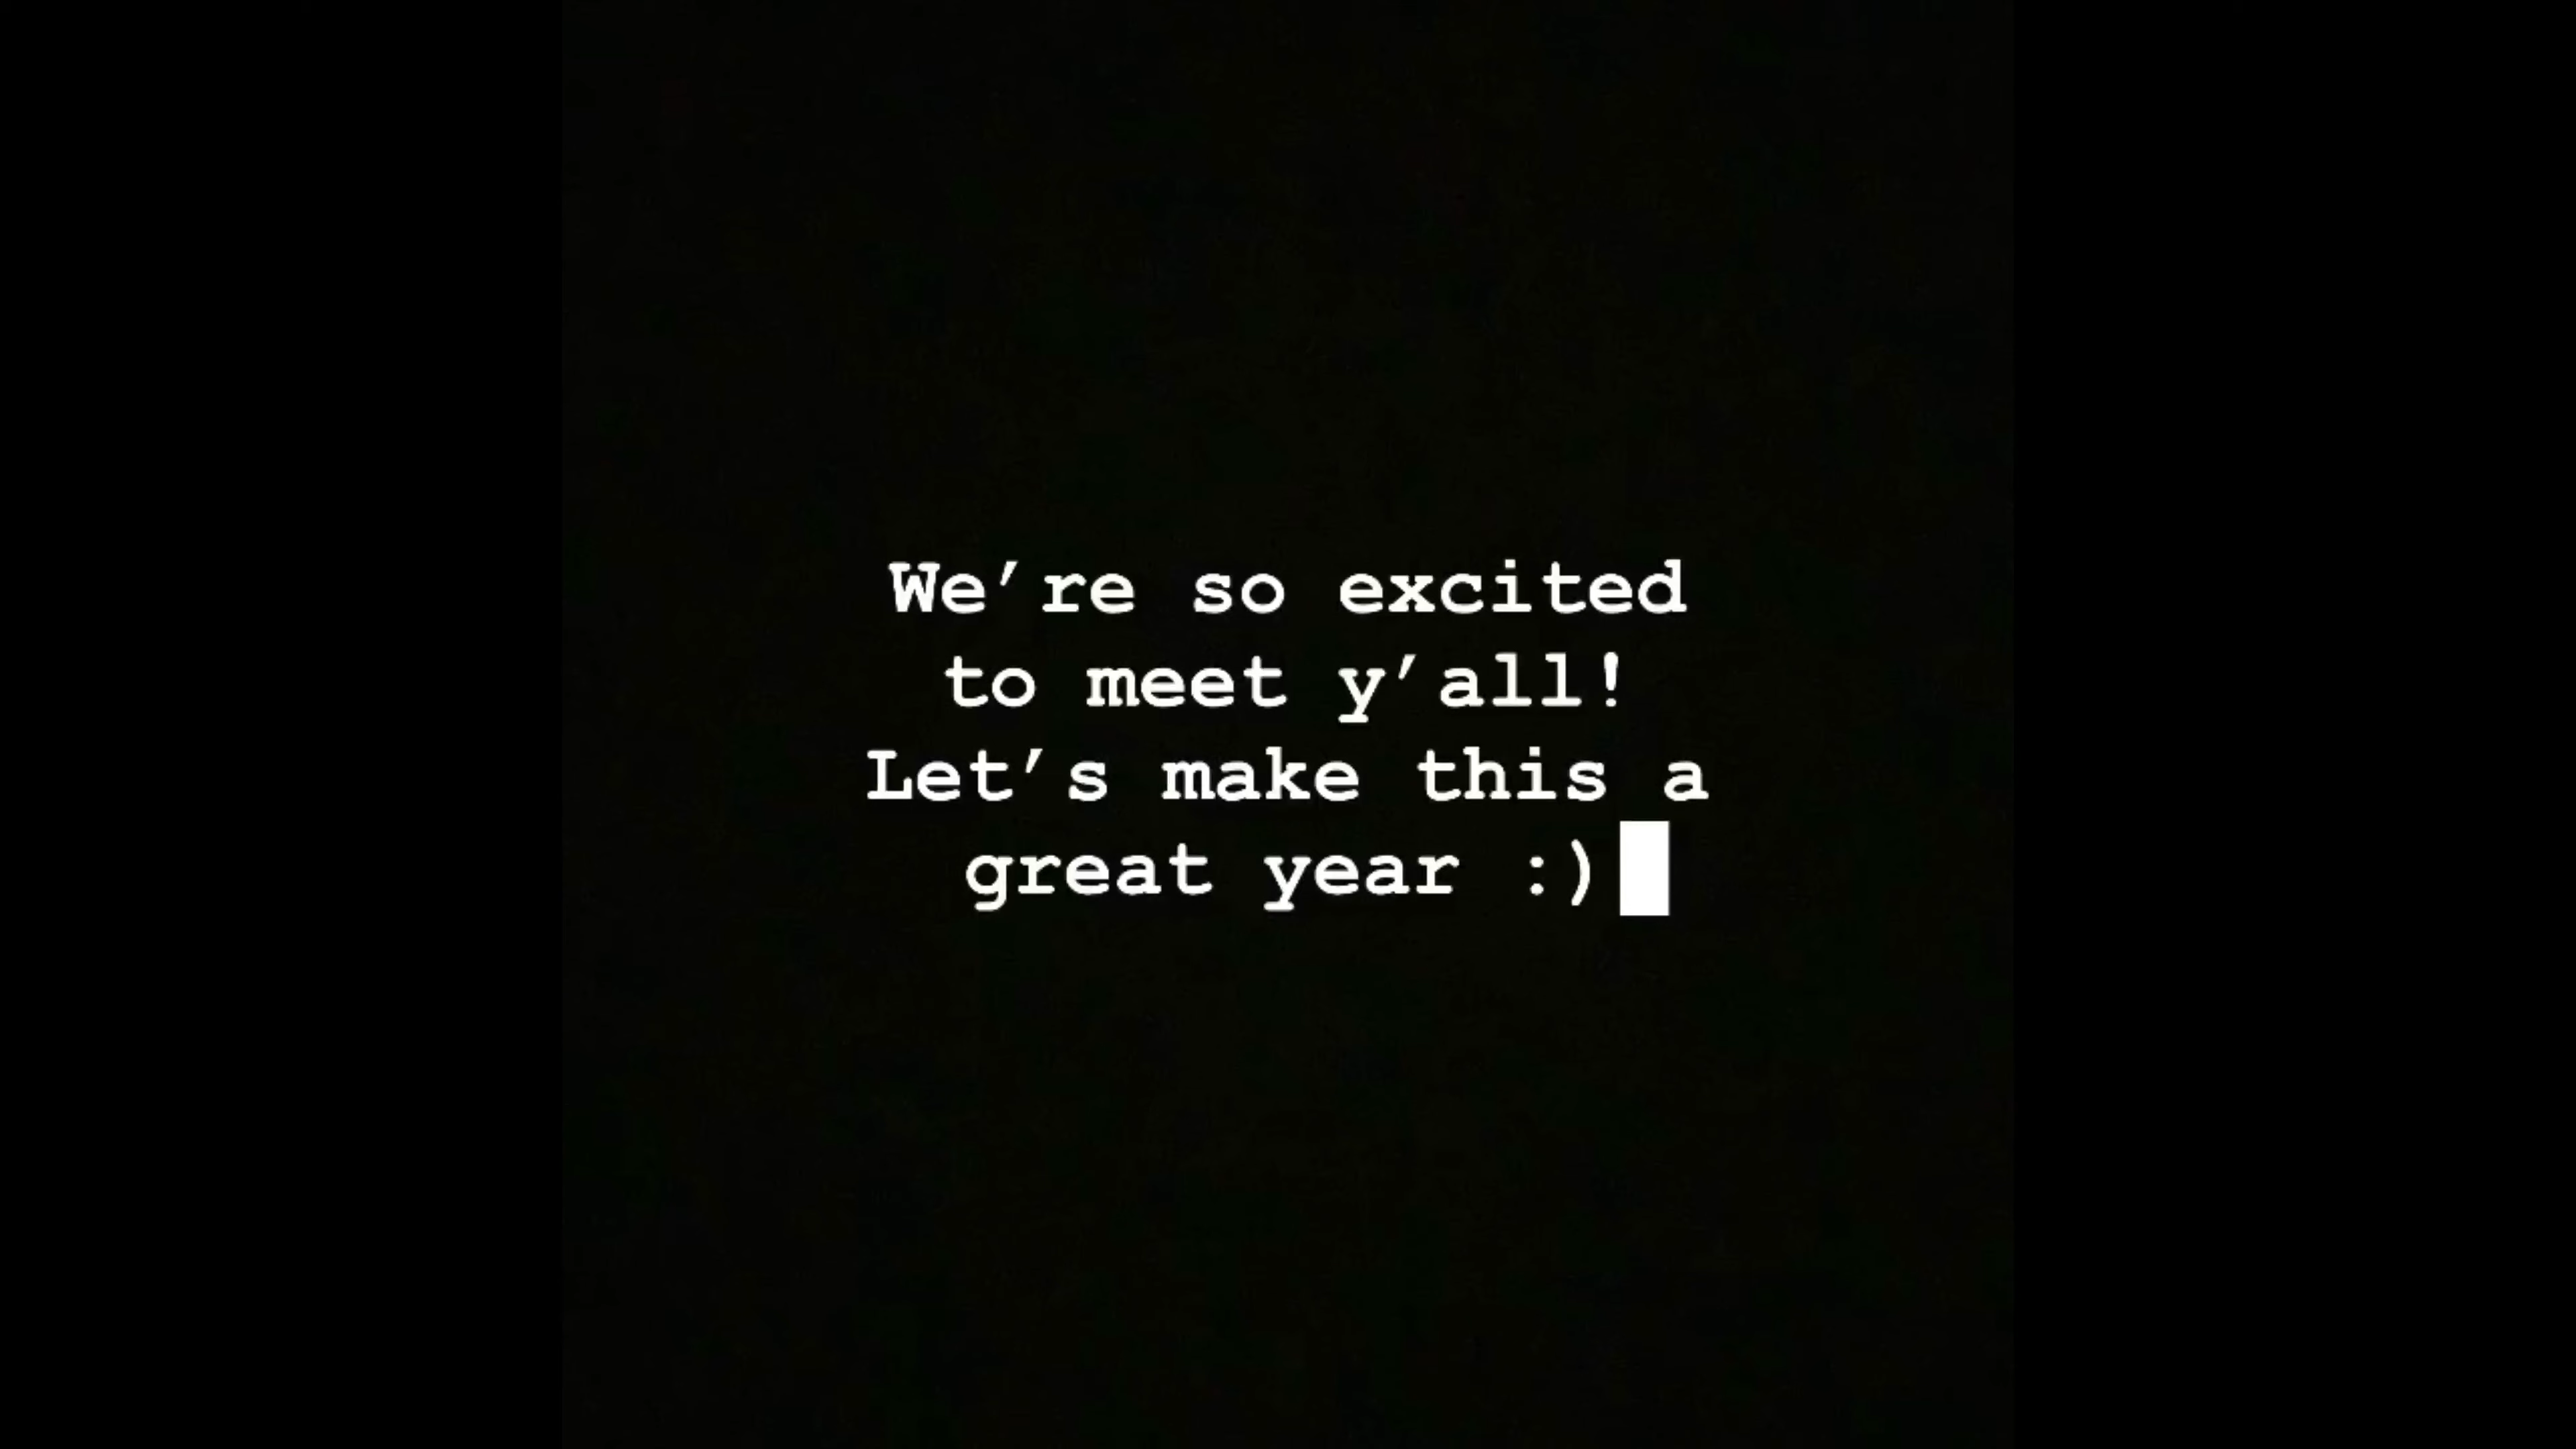 We’re so excited
to meet y’all!
Let’s make this a
great year :)